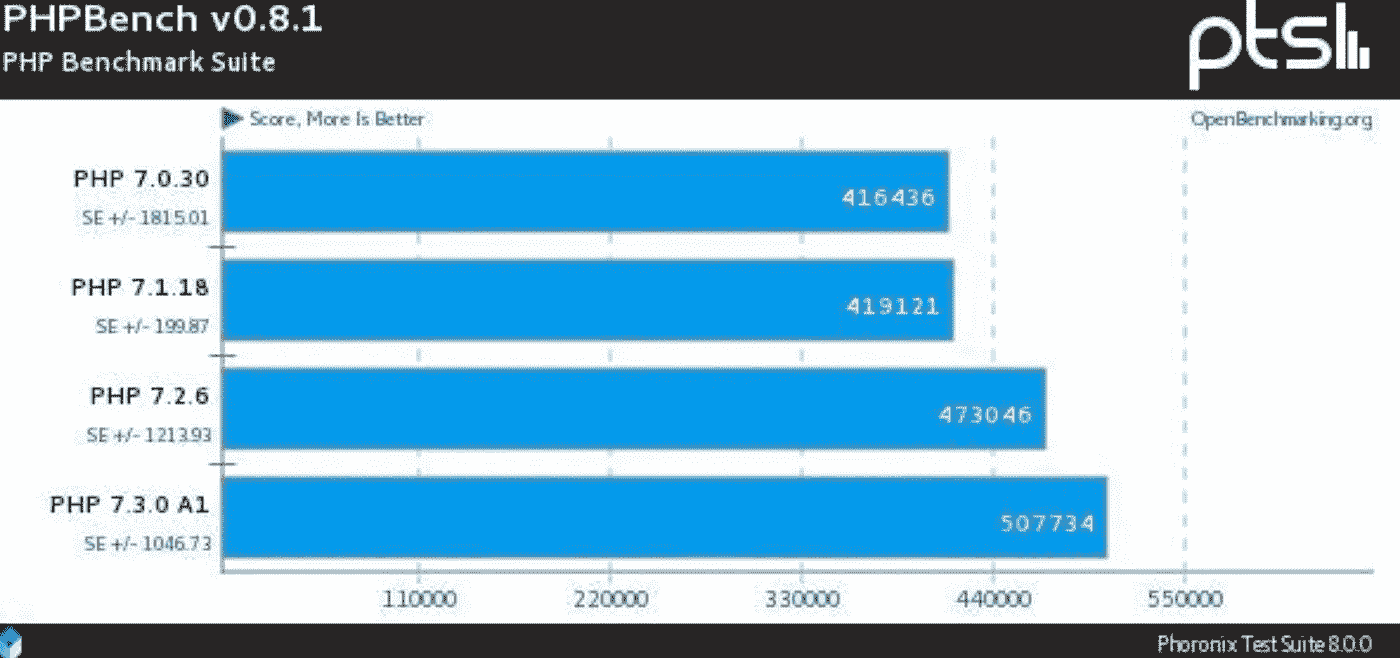 PHPBench v0.8.1
PHP Benchmark Suite
ptsl
Score, More Is Better
OpenBenchmarking.org
PHP 7.0.30
SE +/- 1815.01
416436
PHP 7.1.18
SE +/- 199.87
419121
PHP 7.2.6
SE +/- 1213.93
473046
PHP 7.3.0 A1
SE +/- 1046.73
507734
110000 220000 330000 440000 550000
Phoronix Test Suite 8.0.0